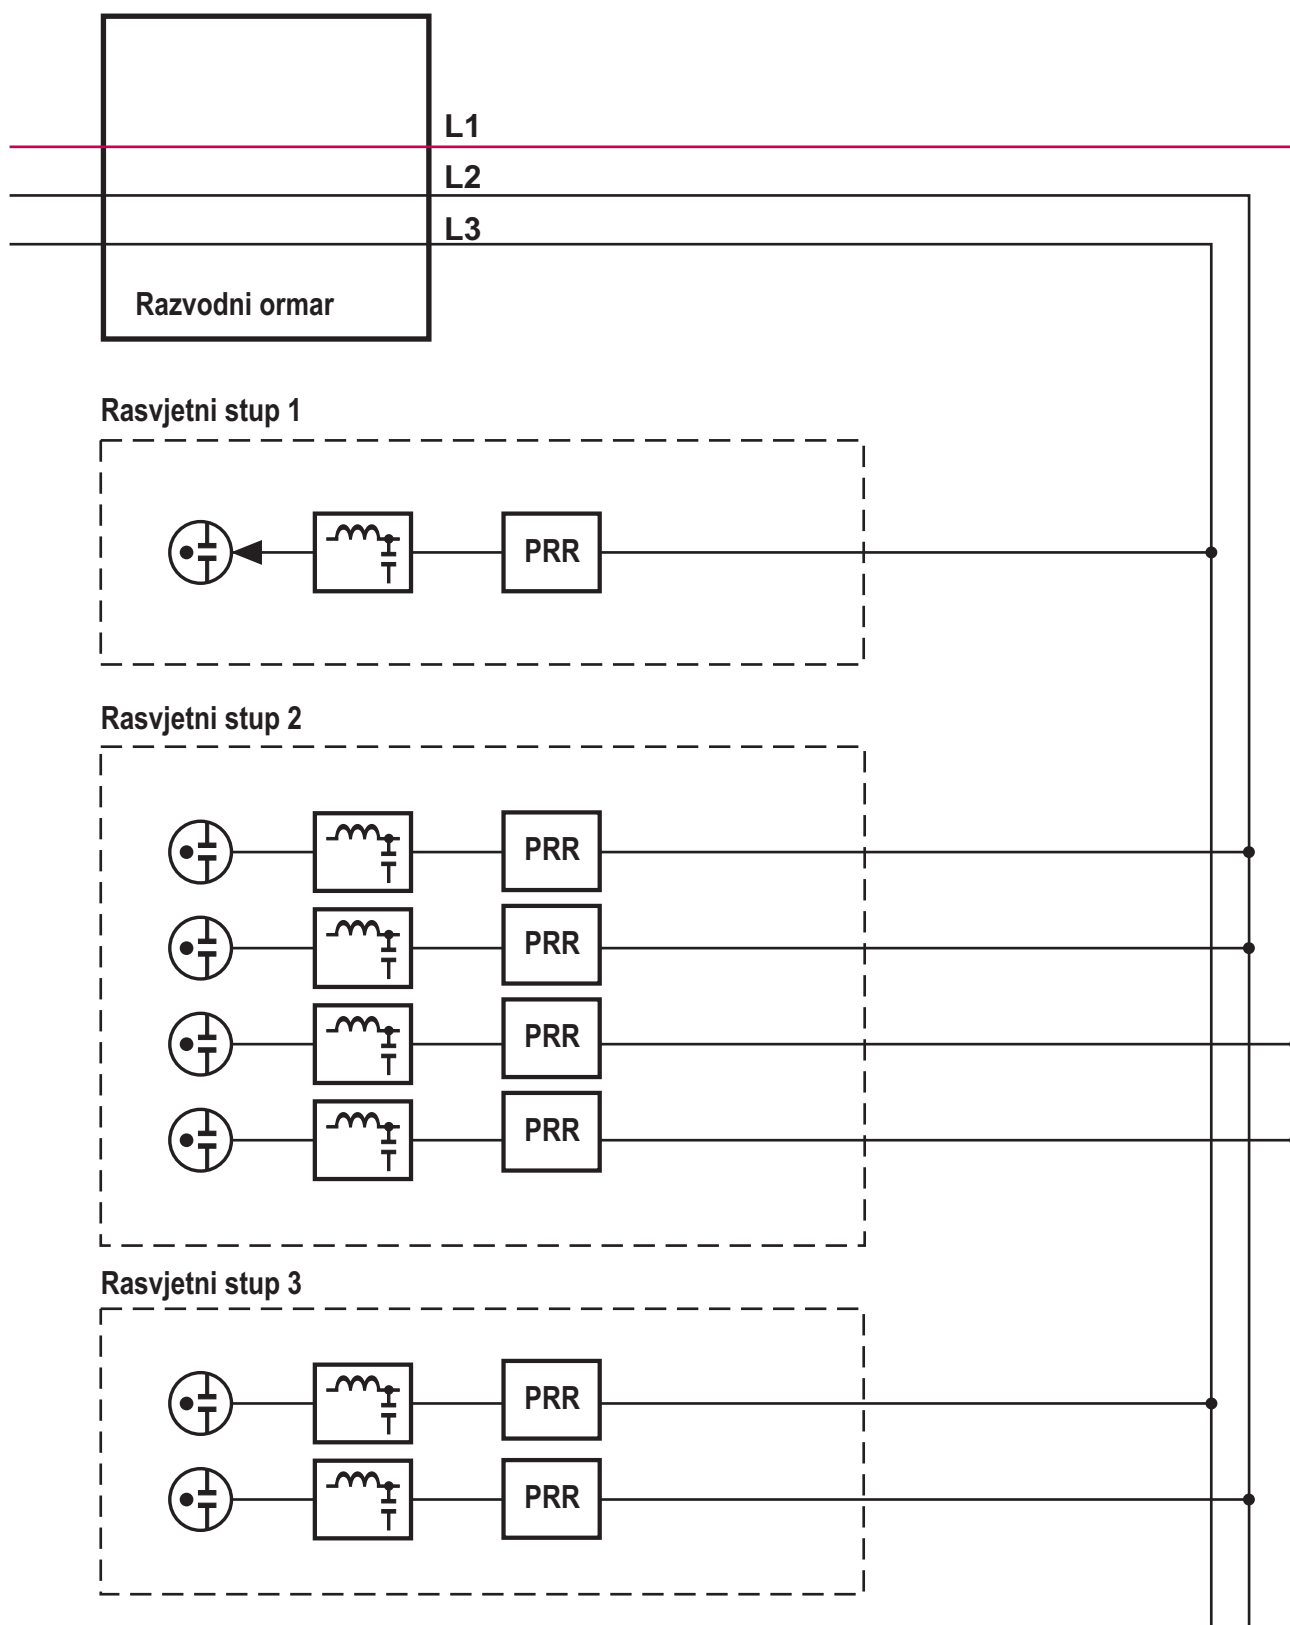 L1
L2
L3
Razvodni ormar
Rasvjetni stup 1
PRR
Rasvjetni stup 2
PRR
PRR
PRR
PRR
Rasvjetni stup 3
PRR
PRR